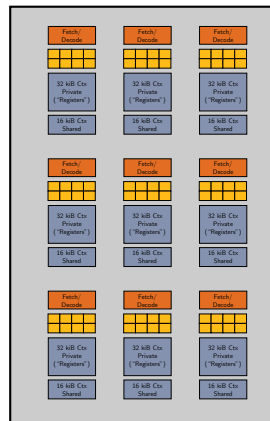 Fetch/
Decode
Fetch/
Decode
Fetch/
Decode
32 kiB Ctx
Private
("Registers")
32 kiB Ctx
Private
("Registers")
32 kiB Ctx
Private
("Registers")
16 kiB Ctx
Shared
16 kiB Ctx
Shared
16 kiB Ctx
Shared
Fetch/
Decode
Fetch/
Decode
Fetch/
Decode
32 kiB Ctx
Private
("Registers")
32 kiB Ctx
Private
("Registers")
32 kiB Ctx
Private
("Registers")
16 kiB Ctx
Shared
16 kiB Ctx
Shared
16 kiB Ctx
Shared
Fetch/
Decode
Fetch/
Decode
Fetch/
Decode
32 kiB Ctx
Private
("Registers")
32 kiB Ctx
Private
("Registers")
32 kiB Ctx
Private
("Registers")
16 kiB Ctx
Shared
16 kiB Ctx
Shared
16 kiB Ctx
Shared